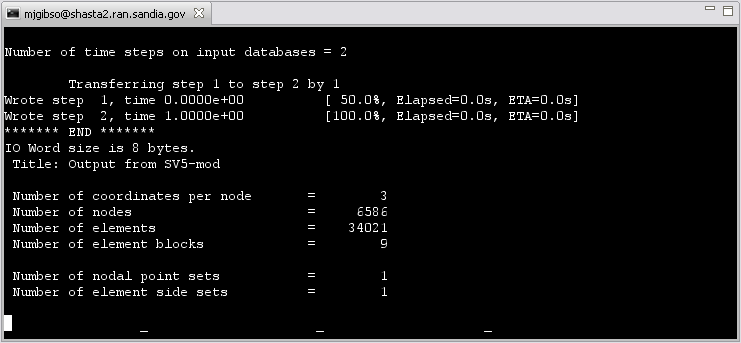 mjgibso@shasta2.ran.sandia.gov
Number of time steps on input databases = 2
Transferring step 1 to step 2 by 1
Wrote step  1, time 0.0000e+00          [ 50.0%, Elapsed=0.0s, ETA=0.0s]
Wrote step  2, time 1.0000e+00          [100.0%, Elapsed=0.0s, ETA=0.0s]
******* END *******
IO Word size is 8 bytes.
Title: Output from SV5-mod
Number of coordinates per node       =        3
Number of nodes                      =     6586
Number of elements                   =    34021
Number of element blocks             =        9
Number of nodal point sets           =        1
Number of element side sets          =        1
_ _ _